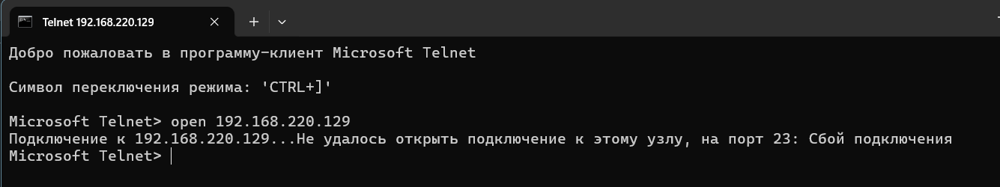 Telnet 192.168.220.129
Добро пожаловать в программу-клиент Microsoft Telnet
Символ переключения режима: 'CTRL+]'
Microsoft Telnet> open 192.168.220.129
Подключение к 192.168.220.129...Не удалось открыть подключение к этому узлу, на порт 23: Сбой подключения
Microsoft Telnet>